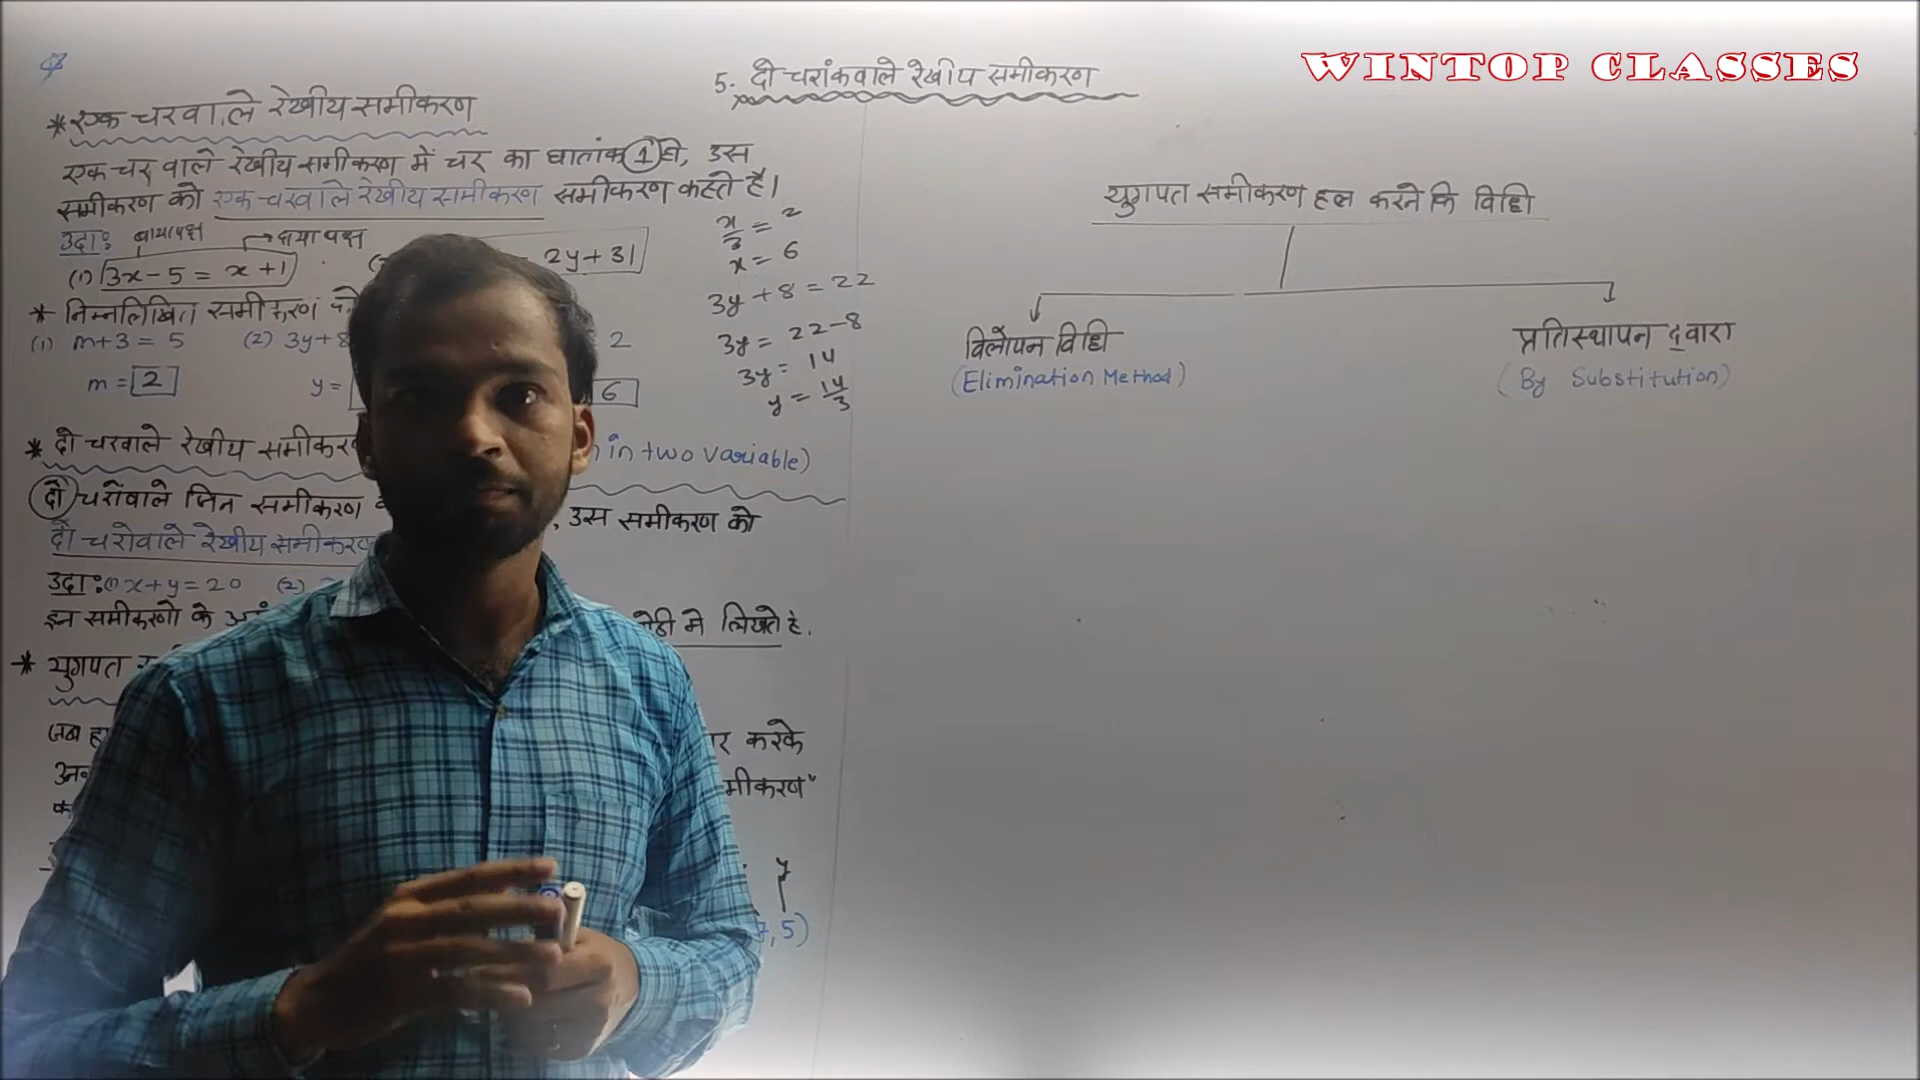 WINTOP CLASSES
5. दो चरांकवाले रेखीय समीकरण
* एक चरवाले रेखीय समीकरण
एक चर वाले रेखीय समीकरण में चर का घातांक 1 हो, उस
समीकरण को एक चरवाले रेखीय समीकरण समीकरण कहते है।
उदा: बायापक्ष → दायापक्ष
(1) 3x-5 = x+1
2y+31
* निम्नलिखित समीकरण
(1) m+3 = 5 (2) 3y+8 2
m = 2 y = 6
x/3 = 2
x = 6
3y+8 = 22
3y = 22-8
3y = 14
y = 14/3
* दो चरवाले रेखीय समीकरण in two variable)
दो चरोंवाले जिन समीकरण , उस समीकरण को
दो चरोवाले रेखीय समीकरण
उदा: (1) x+y=20 (2)
इन समीकरणो के मे लिखते है.
* युगपत
जब करके
मीकरण"
y
, 5)
युगपत समीकरण हल करने कि विधि
विलोपन विधि
(Elimination Method)
प्रतिस्थापन द्वारा
(By Substitution)